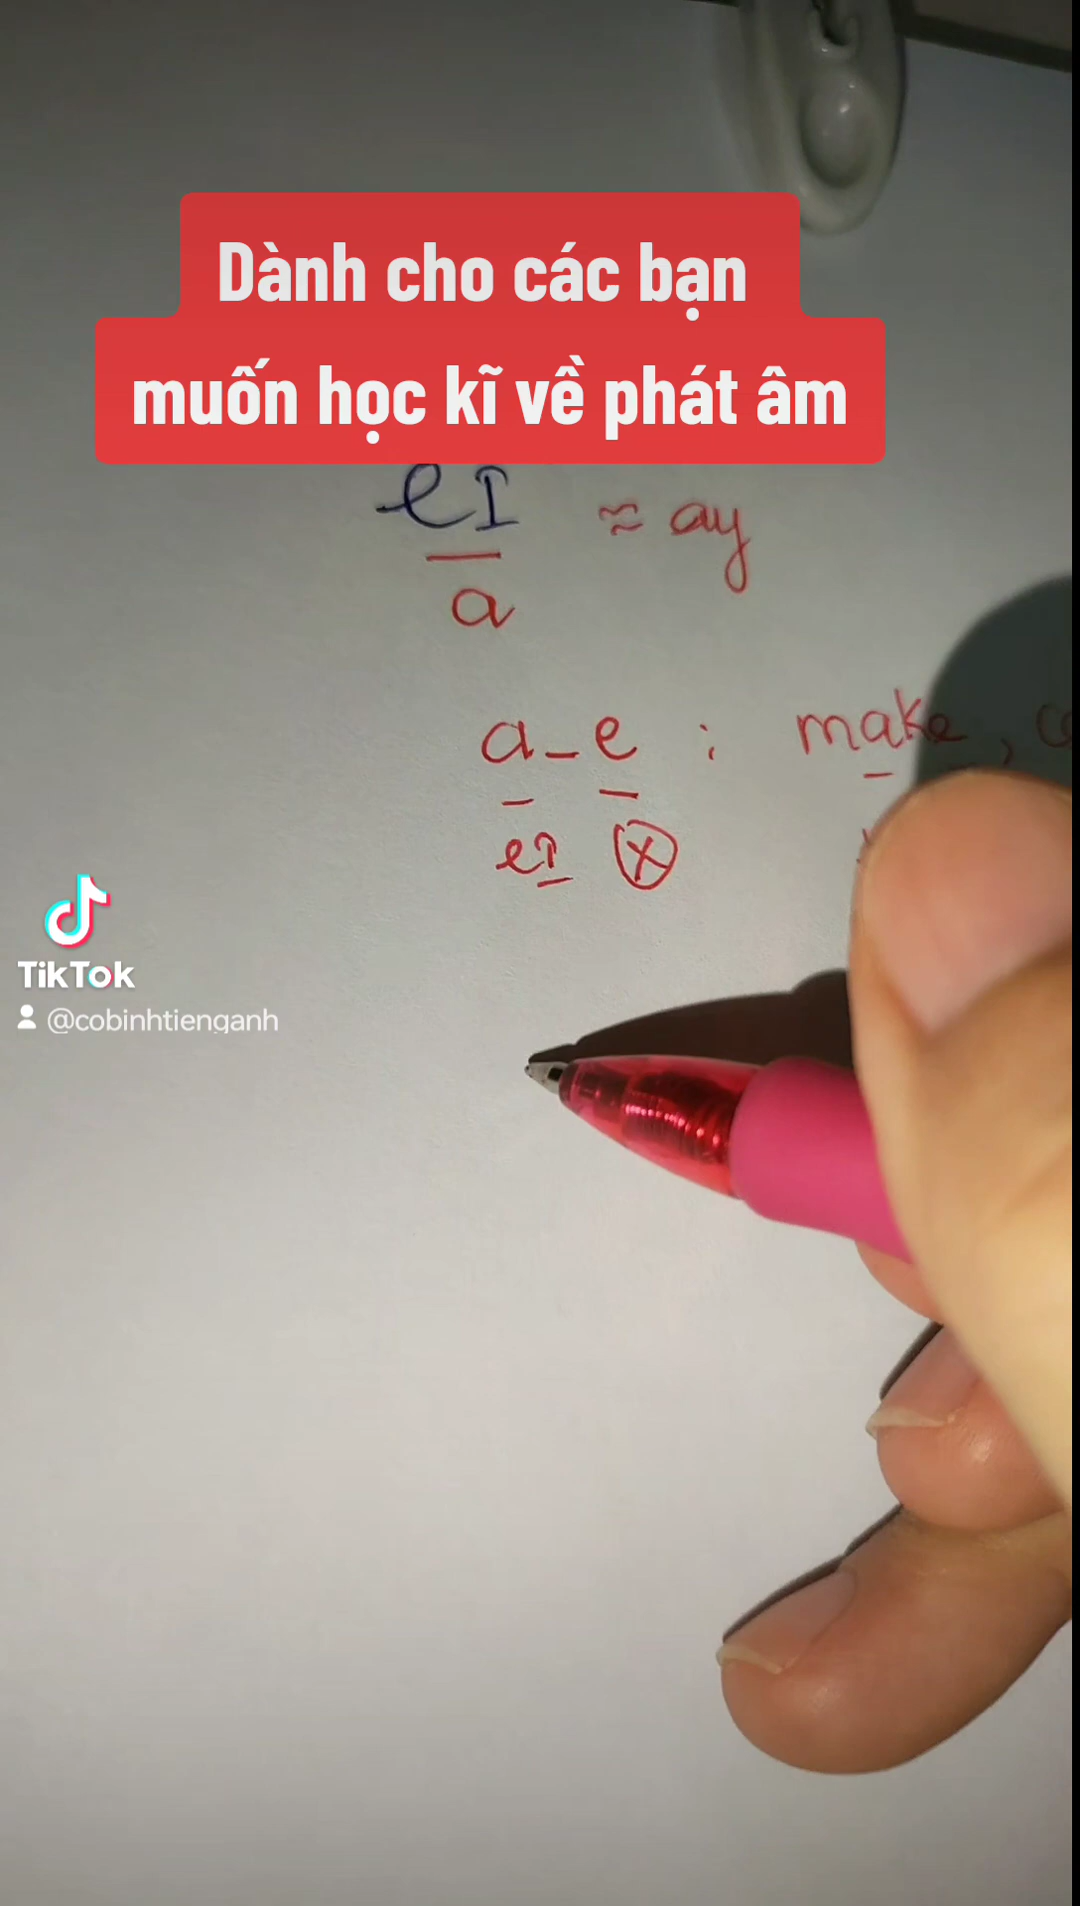 Dành cho các bạn
muốn học kĩ về phát âm
eɪ ≈ ay
a
a_e : make,
eɪ ⓧ
TikTok
@cobinhtienganh